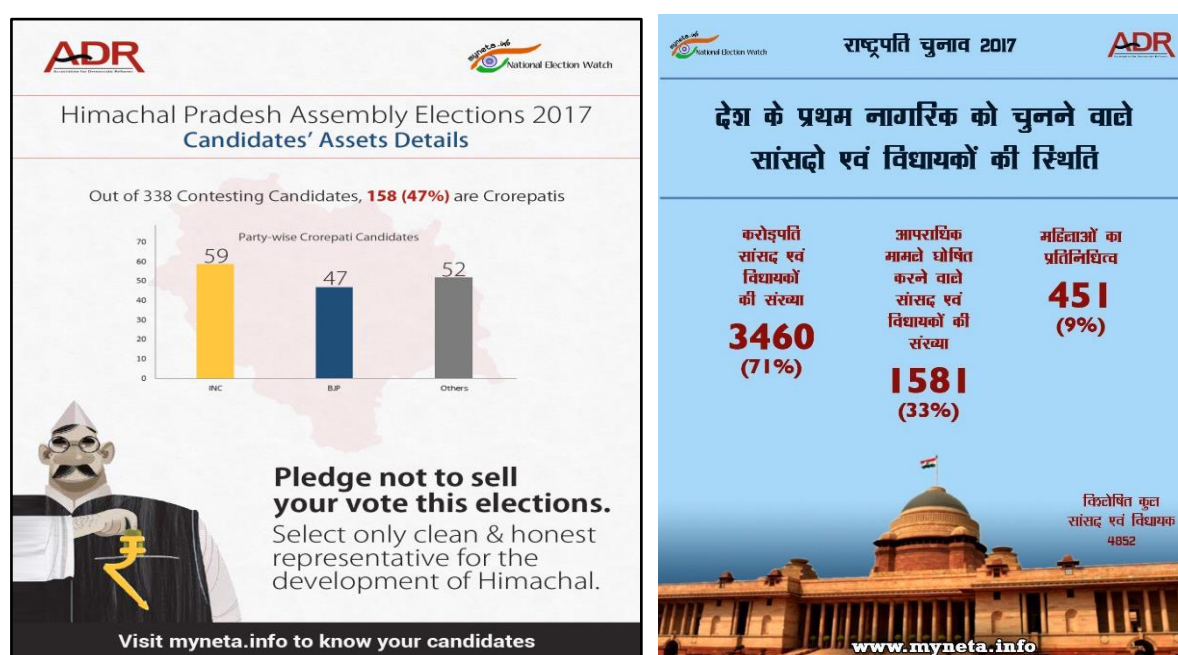 ADR
myneta.info
National Election Watch
Himachal Pradesh Assembly Elections 2017
Candidates' Assets Details
Out of 338 Contesting Candidates, 158 (47%) are Crorepatis
Party-wise Crorepati Candidates
70
60
50
40
30
20
10
0
59
47
52
INC
BJP
Others
Pledge not to sell
your vote this elections.
Select only clean & honest
representative for the
development of Himachal.
Visit myneta.info to know your candidates
myneta.info
National Election Watch
राष्ट्रपति चुनाव 2017
ADR
देश के प्रथम नागरिक को चुनने वाले
सांसदो एवं विधायकों की स्थिति
करोड़पति
सांसद एवं
विधायकों
की संख्या
3460
(71%)
आपराधिक
मामले घोषित
करने वाले
सांसद एवं
विधायकों की
संख्या
1581
(33%)
महिलाओं का
प्रतिनिधित्व
451
(9%)
कुल
सांसद एवं विधायक
4852
www.myneta.info